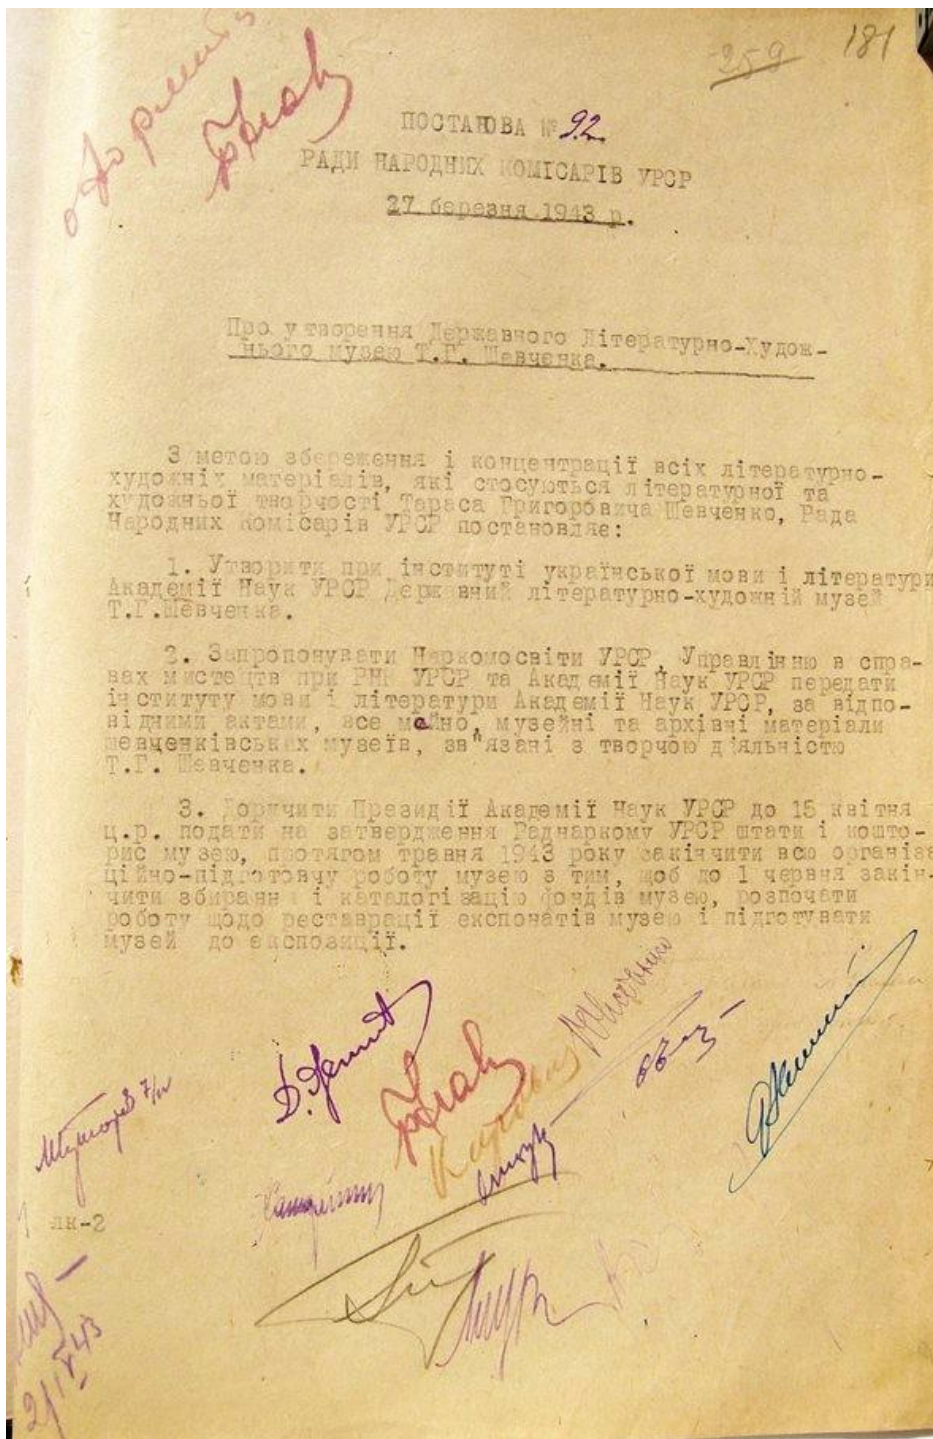 259 181
ПОСТАНОВА № 92
РАДИ НАРОДНИХ КОМІСАРІВ УРСР
27 березня 1943 р.
Про утворення Державного Літературно-Худож-
нього музею Т.Г. Шевченка.
З метою збереження і концентрації всіх літературно-
художніх матеріалів, які стосуються літературної та
художньої творчості Тараса Григоровича Шевченко, Рада
Народних Комісарів УРСР постановляє:
1. Утворити при інституті української мови і літератури
Академії Наук УРСР Державний літературно-художній музей
Т.Г.Шевченка.
2. Запропонувати Наркомосвіти УРСР, Управлінню в спра-
вах мистецтв при РНК УРСР та Академії Наук УРСР передати
інституту мови і літератури Академії Наук УРСР, за відпо-
відними актами, все майно, музейні та архівні матеріали
шевченківських музеїв, зв"язані з творчою діяльністю
Т.Г. Шевченка.
3. Доручити Президії Академії Наук УРСР до 15 квітня
ц.р. подати на затвердження Раднаркому УРСР штати і кошто-
рис музею, протягом травня 1943 року закінчити всю організа
ційно-підготовчу роботу музею з тим, щоб до 1 червня закін-
чити збирання і каталогізацію фондів музею, розпочати
роботу щодо реставрації експонатів музею і підготувати
музей до експозиції.
лк-2